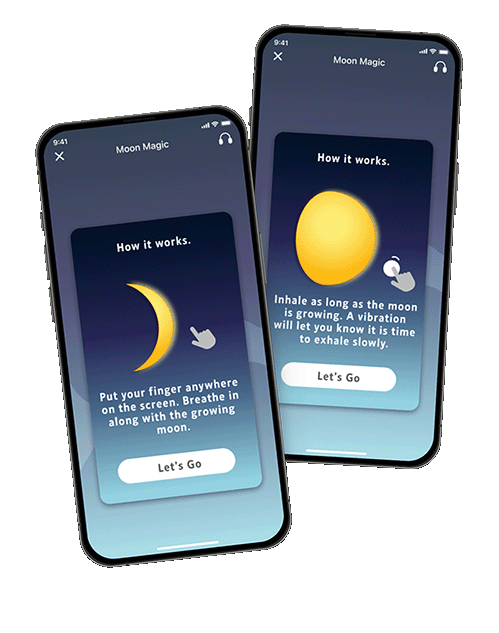 9:41
Moon Magic
How it works.
Put your finger anywhere
on the screen. Breathe in
along with the growing
moon.
Let's Go
9:41
Moon Magic
How it works.
Inhale as long as the moon
is growing. A vibration
will let you know it is time
to exhale slowly.
Let's Go